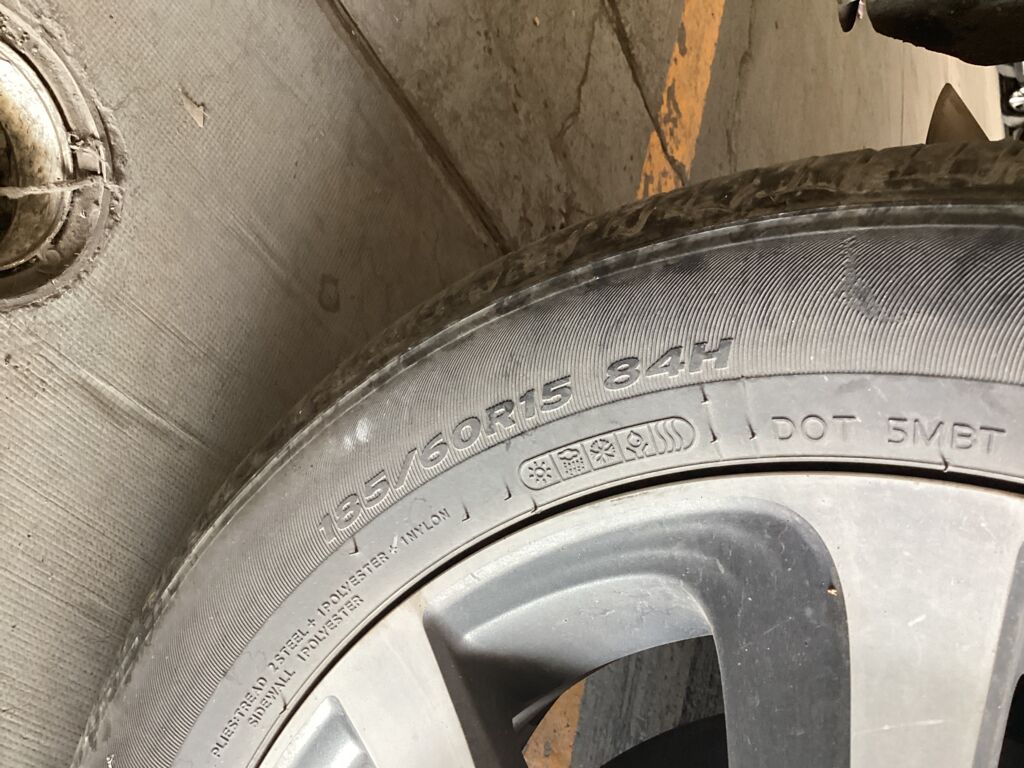 185/60R15 84H
DOT 5MBT
PLIES:TREAD 2STEEL + 1POLYESTER + 1NYLON
SIDEWALL 1POLYESTER